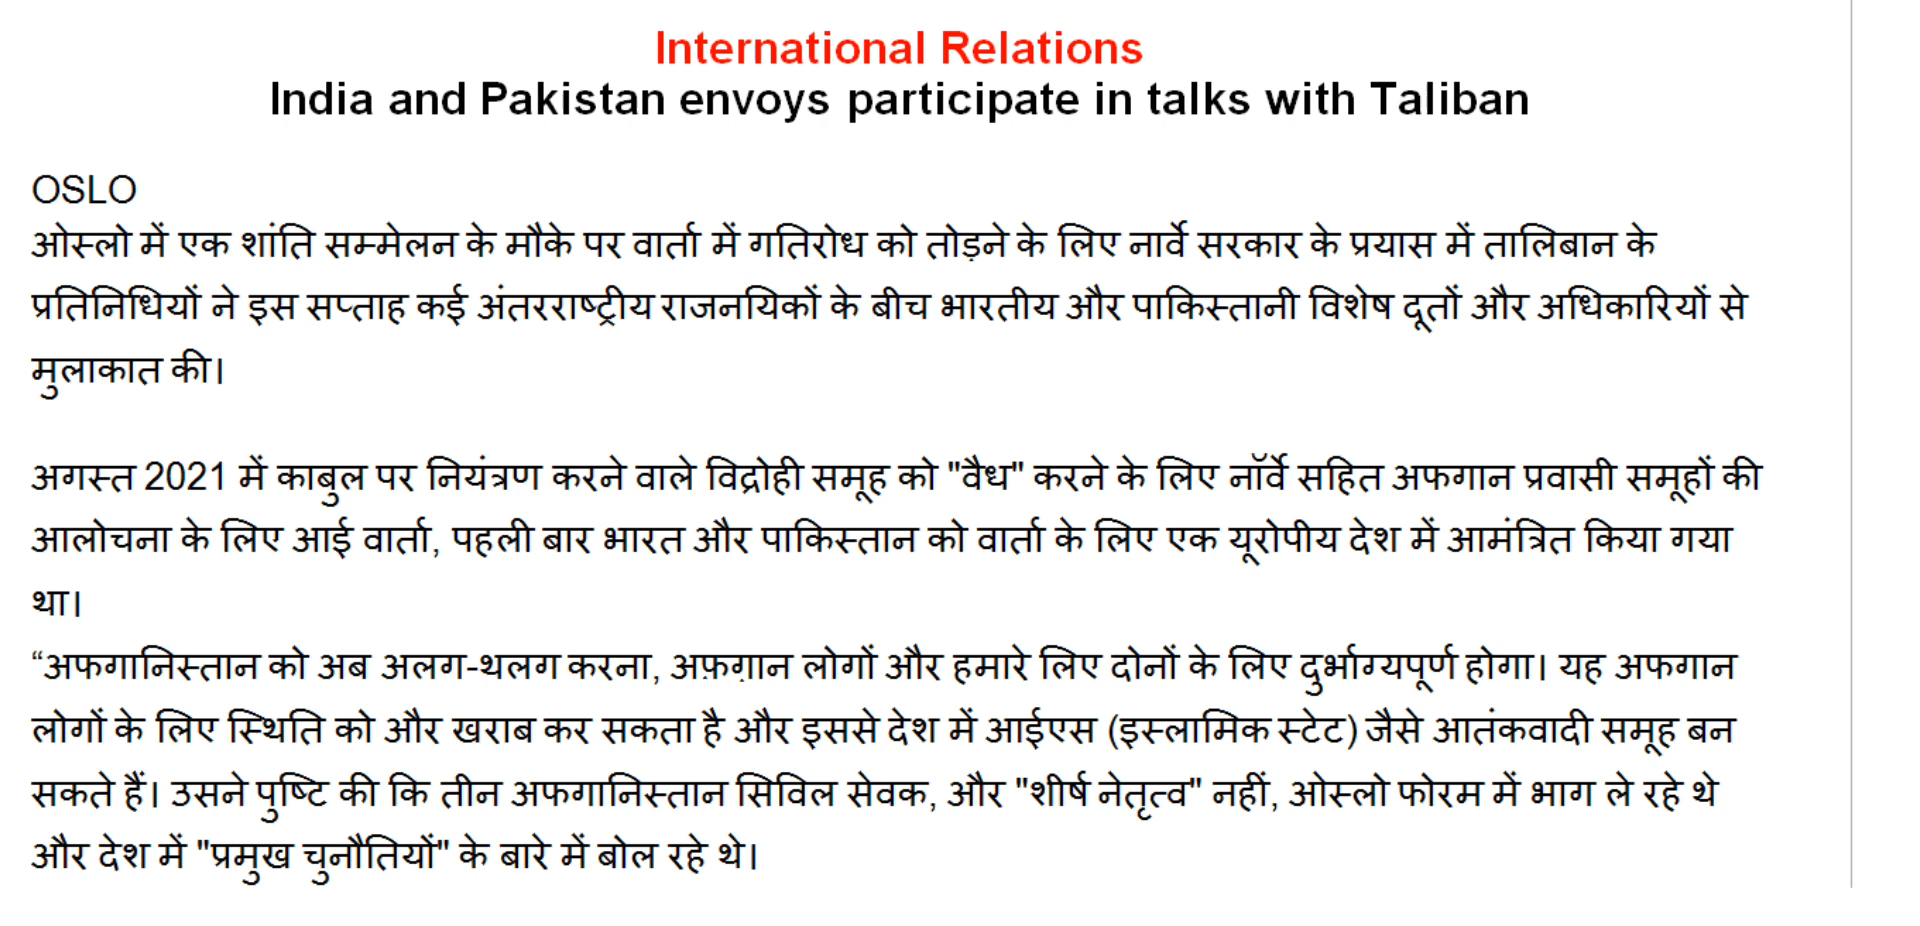 International Relations
India and Pakistan envoys participate in talks with Taliban
OSLO
ओस्लो में एक शांति सम्मेलन के मौके पर वार्ता में गतिरोध को तोड़ने के लिए नार्वे सरकार के प्रयास में तालिबान के
प्रतिनिधियों ने इस सप्ताह कई अंतरराष्ट्रीय राजनयिकों के बीच भारतीय और पाकिस्तानी विशेष दूतों और अधिकारियों से
मुलाकात की।
अगस्त 2021 में काबुल पर नियंत्रण करने वाले विद्रोही समूह को "वैध" करने के लिए नॉर्वे सहित अफगान प्रवासी समूहों की
आलोचना के लिए आई वार्ता, पहली बार भारत और पाकिस्तान को वार्ता के लिए एक यूरोपीय देश में आमंत्रित किया गया
था।
“अफगानिस्तान को अब अलग-थलग करना, अफ़ग़ान लोगों और हमारे लिए दोनों के लिए दुर्भाग्यपूर्ण होगा। यह अफगान
लोगों के लिए स्थिति को और खराब कर सकता है और इससे देश में आईएस (इस्लामिक स्टेट) जैसे आतंकवादी समूह बन
सकते हैं। उसने पुष्टि की कि तीन अफगानिस्तान सिविल सेवक, और "शीर्ष नेतृत्व" नहीं, ओस्लो फोरम में भाग ले रहे थे
और देश में "प्रमुख चुनौतियों" के बारे में बोल रहे थे।